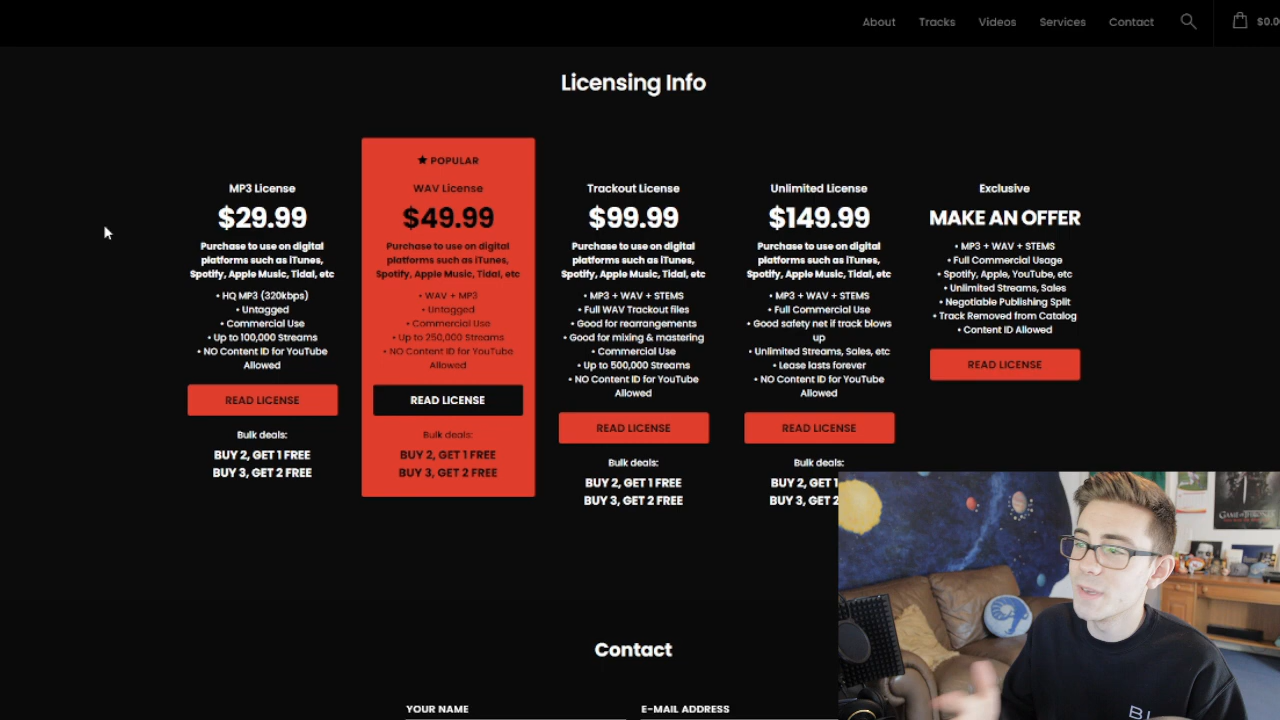 About
Tracks
Videos
Services
Contact
Licensing Info
MP3 License
$29.99
Purchase to use on digital
platforms such as iTunes,
Spotify, Apple Music, Tidal, etc
• HQ MP3 (320kbps)
• Untagged
• Commercial Use
• Up to 100,000 Streams
• NO Content ID for YouTube
Allowed
READ LICENSE
Bulk deals:
BUY 2, GET 1 FREE
BUY 3, GET 2 FREE
★ POPULAR
WAV License
$49.99
Purchase to use on digital
platforms such as iTunes,
Spotify, Apple Music, Tidal, etc
• WAV + MP3
• Untagged
• Commercial Use
• Up to 250,000 Streams
• NO Content ID for YouTube
Allowed
READ LICENSE
Bulk deals:
BUY 2, GET 1 FREE
BUY 3, GET 2 FREE
Trackout License
$99.99
Purchase to use on digital
platforms such as iTunes,
Spotify, Apple Music, Tidal, etc
• MP3 + WAV + STEMS
• Full WAV Trackout files
• Good for rearrangements
• Good for mixing & mastering
• Commercial Use
• Up to 500,000 Streams
• NO Content ID for YouTube
Allowed
READ LICENSE
Bulk deals:
BUY 2, GET 1 FREE
BUY 3, GET 2 FREE
Unlimited License
$149.99
Purchase to use on digital
platforms such as iTunes,
Spotify, Apple Music, Tidal, etc
• MP3 + WAV + STEMS
• Full Commercial Use
• Good safety net if track blows
up
• Unlimited Streams, Sales, etc
• Lease lasts forever
• NO Content ID for YouTube
Allowed
READ LICENSE
Bulk deals:
BUY 2, GET 1
BUY 3, GET 2
Exclusive
MAKE AN OFFER
• MP3 + WAV + STEMS
• Full Commercial Usage
• Spotify, Apple, YouTube, etc
• Unlimited Streams, Sales
• Negotiable Publishing Split
• Track Removed from Catalog
• Content ID Allowed
READ LICENSE
Contact
YOUR NAME
E-MAIL ADDRESS
GAME OF THRONES